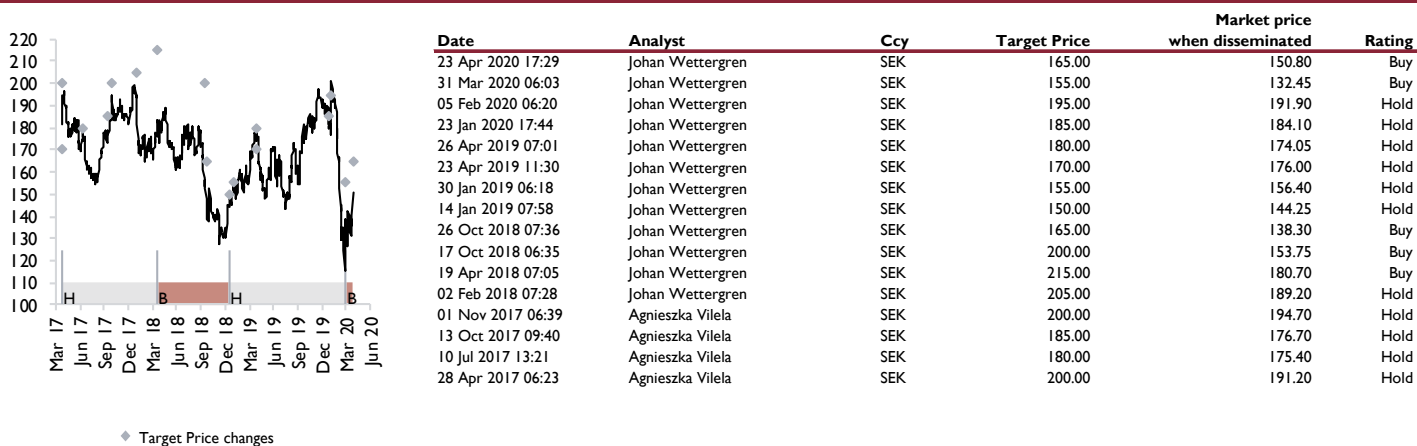 220
210
200
190
180
170
160
150
140
130
120
110
100
H
B
H
B
Mar 17
Jun 17
Sep 17
Dec 17
Mar 18
Jun 18
Sep 18
Dec 18
Mar 19
Jun 19
Sep 19
Dec 19
Mar 20
Jun 20
Target Price changes
Market price
Date Analyst Ccy Target Price when disseminated Rating
23 Apr 2020 17:29 Johan Wettergren SEK 165.00 150.80 Buy
31 Mar 2020 06:03 Johan Wettergren SEK 155.00 132.45 Buy
05 Feb 2020 06:20 Johan Wettergren SEK 195.00 191.90 Hold
23 Jan 2020 17:44 Johan Wettergren SEK 185.00 184.10 Hold
26 Apr 2019 07:01 Johan Wettergren SEK 180.00 174.05 Hold
23 Apr 2019 11:30 Johan Wettergren SEK 170.00 176.00 Hold
30 Jan 2019 06:18 Johan Wettergren SEK 155.00 156.40 Hold
14 Jan 2019 07:58 Johan Wettergren SEK 150.00 144.25 Hold
26 Oct 2018 07:36 Johan Wettergren SEK 165.00 138.30 Buy
17 Oct 2018 06:35 Johan Wettergren SEK 200.00 153.75 Buy
19 Apr 2018 07:05 Johan Wettergren SEK 215.00 180.70 Buy
02 Feb 2018 07:28 Johan Wettergren SEK 205.00 189.20 Hold
01 Nov 2017 06:39 Agnieszka Vilela SEK 200.00 194.70 Hold
13 Oct 2017 09:40 Agnieszka Vilela SEK 185.00 176.70 Hold
10 Jul 2017 13:21 Agnieszka Vilela SEK 180.00 175.40 Hold
28 Apr 2017 06:23 Agnieszka Vilela SEK 200.00 191.20 Hold